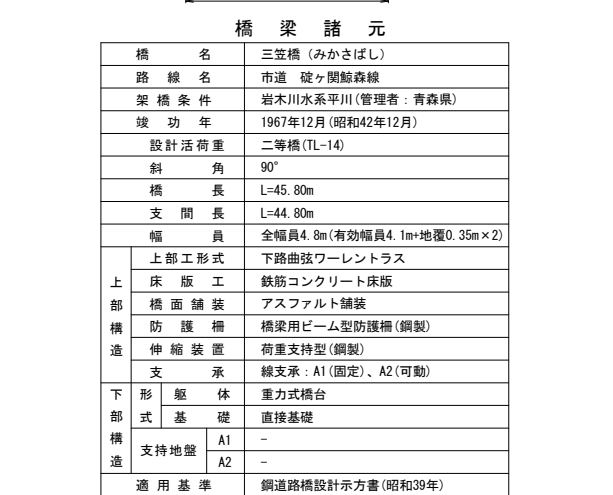 橋梁諸元
橋名 三笠橋（みかさばし）
路線名 市道 碇ヶ関鯨森線
架橋条件 岩木川水系平川(管理者：青森県)
竣功年 1967年12月(昭和42年12月)
設計活荷重 二等橋(TL-14)
斜角 90°
橋長 L=45.80m
支間長 L=44.80m
幅員 全幅員4.8m(有効幅員4.1m+地覆0.35m×2)
上部構造
上部工形式 下路曲弦ワーレントラス
床版工 鉄筋コンクリート床版
橋面舗装 アスファルト舗装
防護柵 橋梁用ビーム型防護柵(鋼製)
伸縮装置 荷重支持型(鋼製)
支承 線支承：A1(固定)、A2(可動)
下部構造
形式
躯体 重力式橋台
基礎 直接基礎
支持地盤
A1 -
A2 -
適用基準 鋼道路橋設計示方書(昭和39年)